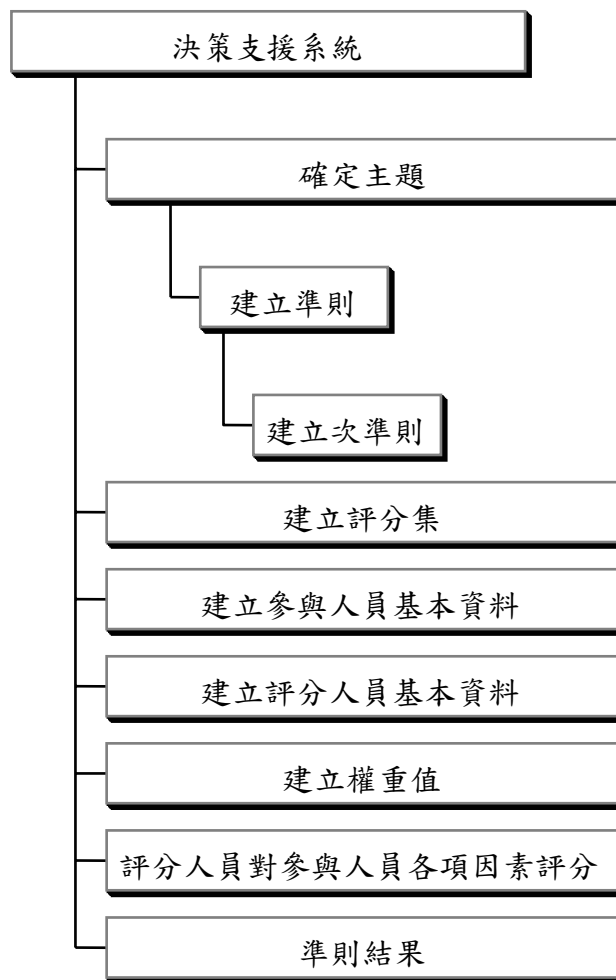 決策支援系統
確定主題
建立準則
建立次準則
建立評分集
建立參與人員基本資料
建立評分人員基本資料
建立權重值
評分人員對參與人員各項因素評分
準則結果